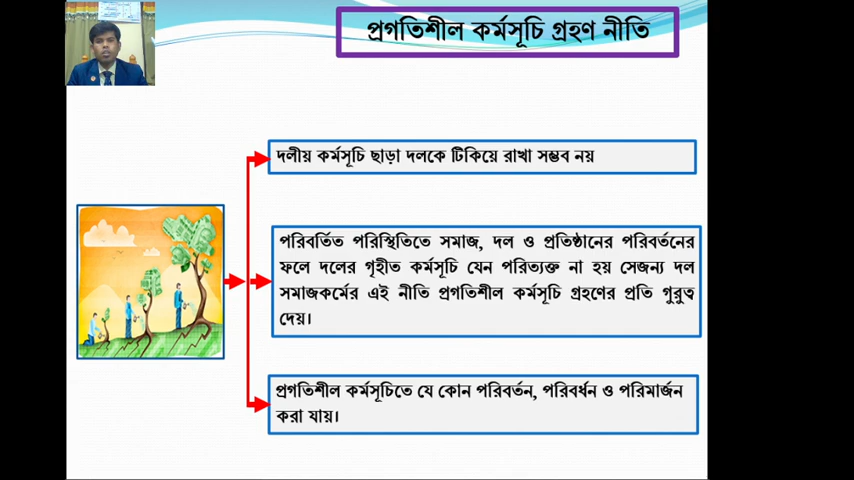 প্রগতিশীল কর্মসূচি গ্রহণ নীতি
দলীয় কর্মসূচি ছাড়া দলকে টিকিয়ে রাখা সম্ভব নয়
পরিবর্তিত পরিস্থিতিতে সমাজ, দল ও প্রতিষ্ঠানের পরিবর্তনের
ফলে দলের গৃহীত কর্মসূচি যেন পরিত্যক্ত না হয় সেজন্য দল
সমাজকর্মের এই নীতি প্রগতিশীল কর্মসূচি গ্রহণের প্রতি গুরুত্ব
দেয়।
প্রগতিশীল কর্মসূচিতে যে কোন পরিবর্তন, পরিবর্ধন ও পরিমার্জন
করা যায়।